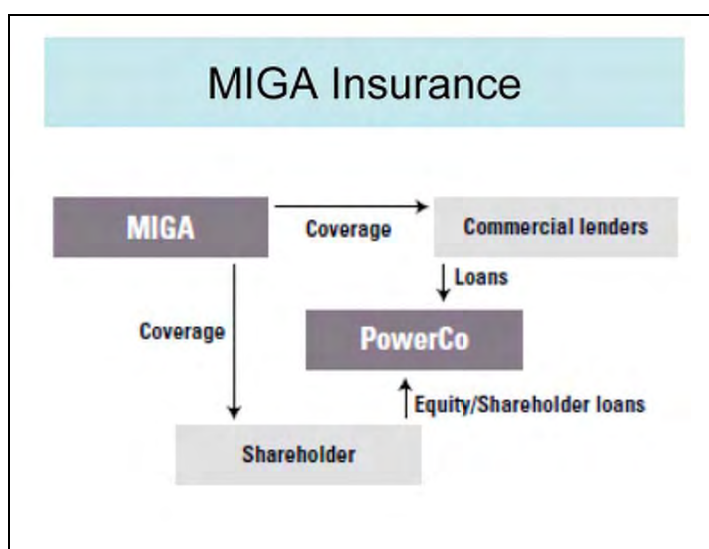 MIGA Insurance
MIGA
Coverage
Commercial lenders
Loans
Coverage
PowerCo
Equity/Shareholder loans
Shareholder